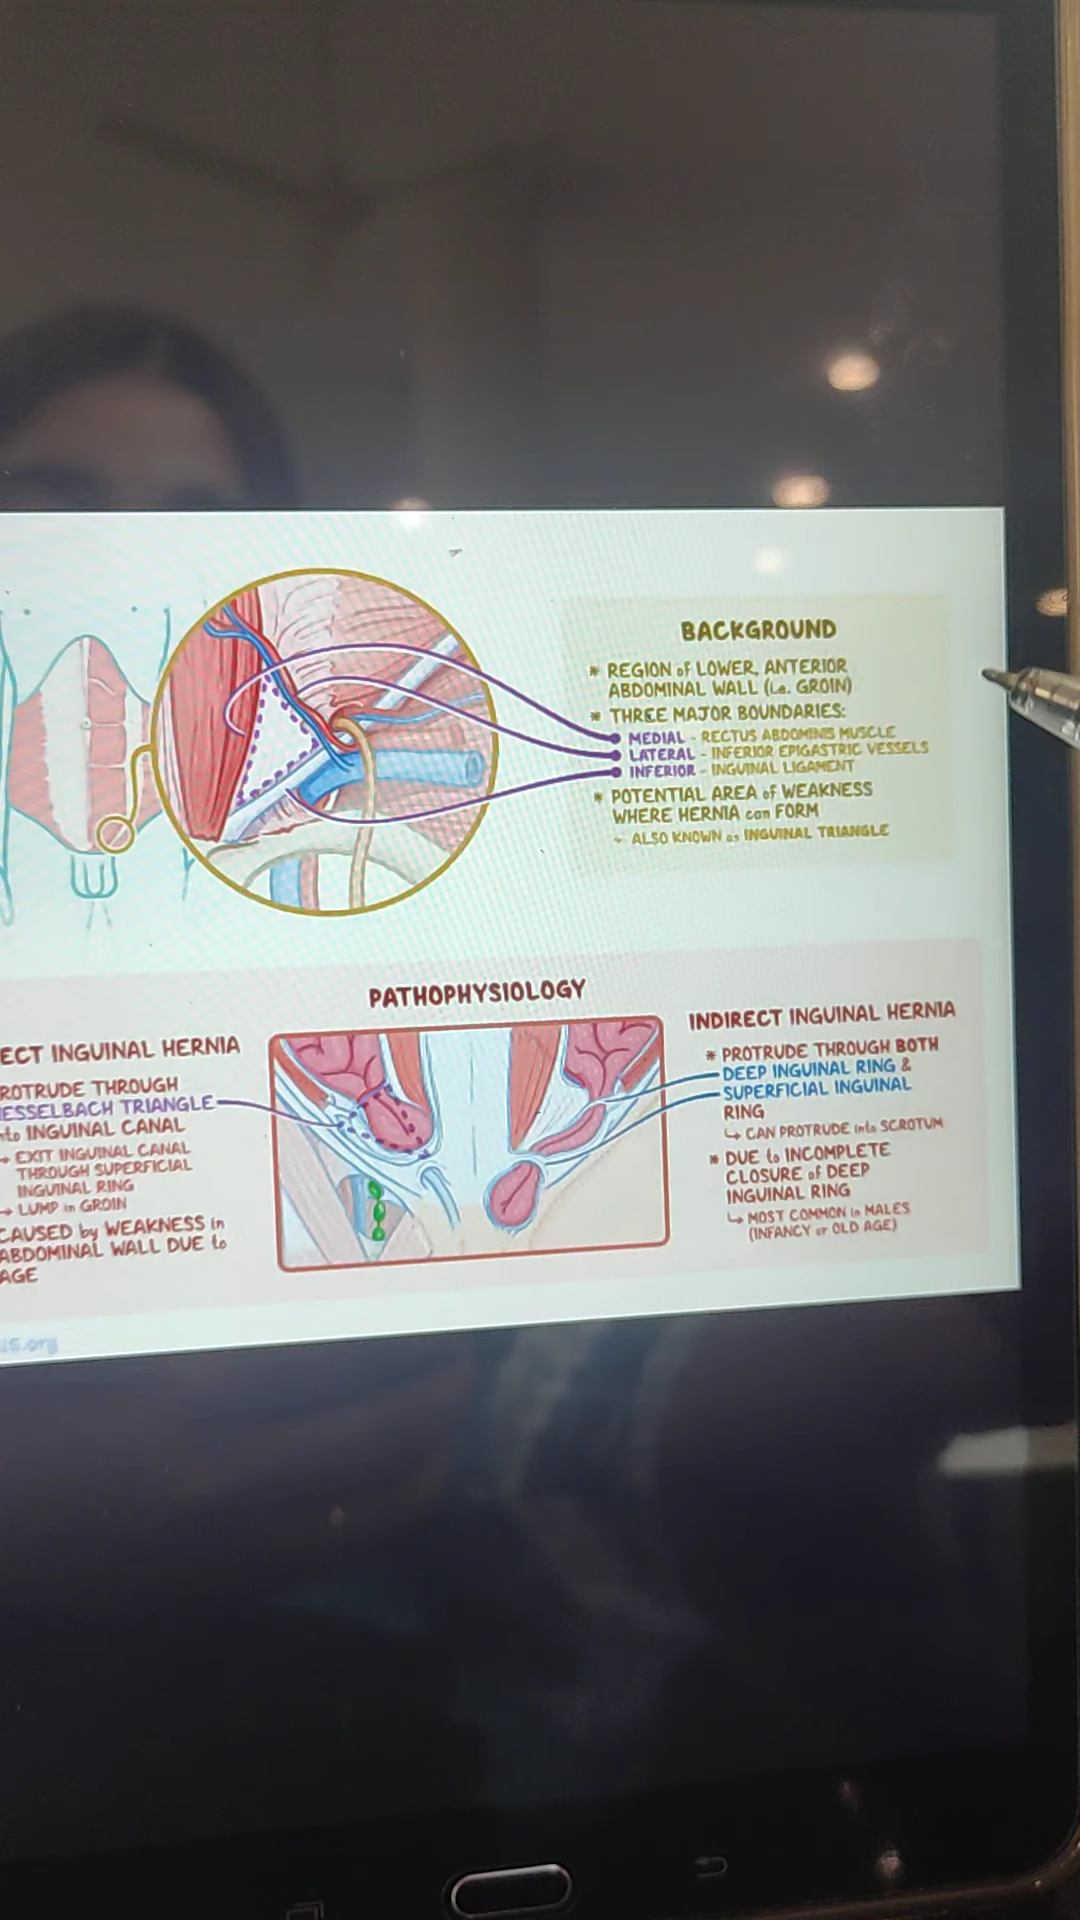 BACKGROUND
* REGION of LOWER, ANTERIOR
ABDOMINAL WALL (i.e. GROIN)
* THREE MAJOR BOUNDARIES:
MEDIAL - RECTUS ABDOMINIS MUSCLE
LATERAL - INFERIOR EPIGASTRIC VESSELS
INFERIOR - INGUINAL LIGAMENT
* POTENTIAL AREA of WEAKNESS
WHERE HERNIA can FORM
↳ ALSO KNOWN as INGUINAL TRIANGLE
PATHOPHYSIOLOGY
ECT INGUINAL HERNIA
ROTRUDE THROUGH
ESSELBACH TRIANGLE
nto INGUINAL CANAL
→ EXIT INGUINAL CANAL
THROUGH SUPERFICIAL
INGUINAL RING
→ LUMP in GROIN
CAUSED by WEAKNESS in
ABDOMINAL WALL DUE to
AGE
INDIRECT INGUINAL HERNIA
* PROTRUDE THROUGH BOTH
DEEP INGUINAL RING &
SUPERFICIAL INGUINAL
RING
↳ CAN PROTRUDE into SCROTUM
* DUE to INCOMPLETE
CLOSURE of DEEP
INGUINAL RING
↳ MOST COMMON in MALES
(INFANCY or OLD AGE)
IS.org